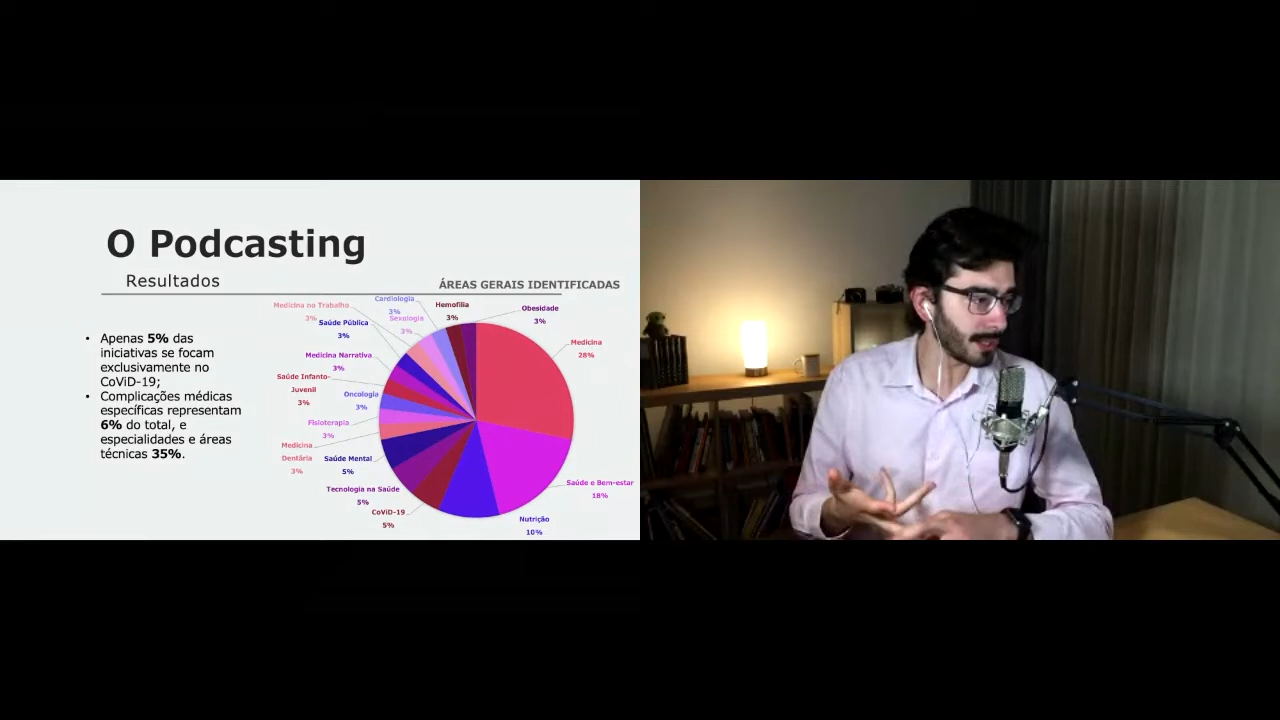 O Podcasting
Resultados
ÁREAS GERAIS IDENTIFICADAS
• Apenas 5% das
iniciativas se focam
exclusivamente no
CoViD-19;
• Complicações médicas
específicas representam
6% do total, e
especialidades e áreas
técnicas 35%.
Medicina no Trabalho
3%
Cardiologia
3%
Sexologia
3%
Hemofilia
3%
Obesidade
3%
Saúde Pública
3%
Medicina
28%
Medicina Narrativa
3%
Saúde Infanto-
Juvenil
3%
Oncologia
3%
Fisioterapia
3%
Medicina
Dentária
3%
Saúde Mental
5%
Tecnologia na Saúde
5%
CoViD-19
5%
Nutrição
10%
Saúde e Bem-estar
18%